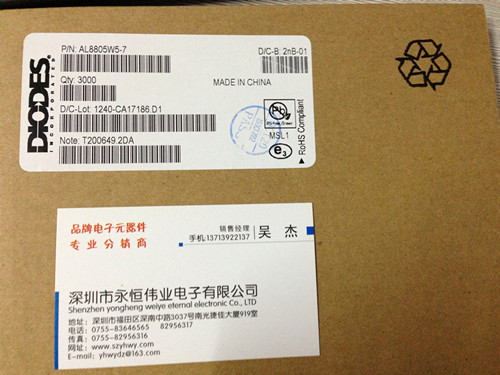 DIODES
INCORPORATED
P/N: AL8805W5-7
D/C-B: 2nB-01
Qty: 3000
MADE IN CHINA
D/C-Lot: 1240-CA17186.D1
Note: T200649.2DA
Pb
MSL1
e3
RoHS Compliant
PASS
品牌电子元器件
专业分销商
销售经理
手机:13713922137
吴 杰
深圳市永恒伟业电子有限公司
Shenzhen yongheng weiye eternal electronic Co., LTD
地址：深圳市福田区深南中路3037号南光捷佳大厦919室
电话：0755-83646565 82956317
传真：0755-82956316
网址：www.szyhwy.com
E-mail：yhwydz@163.com